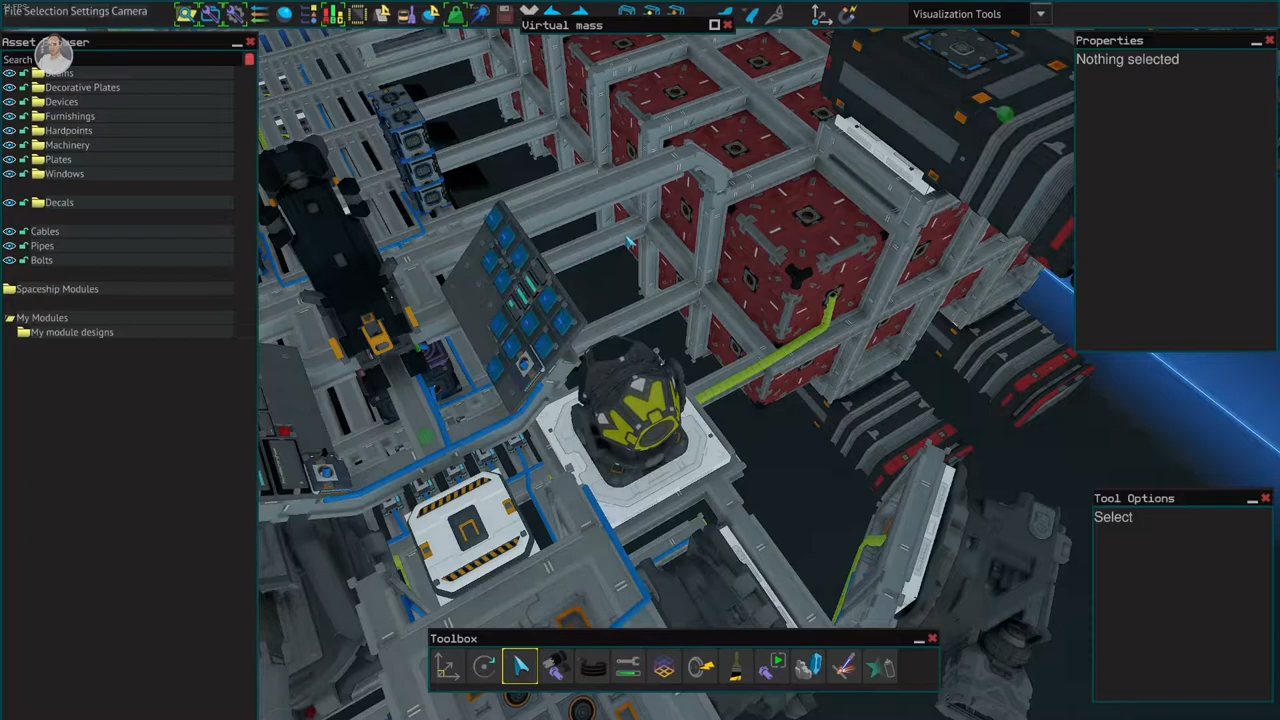 File Selection Settings Camera
Virtual mass
Visualization Tools
Search
Beams
Decorative Plates
Devices
Furnishings
Hardpoints
Machinery
Plates
Windows
Decals
Cables
Pipes
Bolts
Spaceship Modules
My Modules
My module designs
Properties
Nothing selected
Tool Options
Select
Toolbox